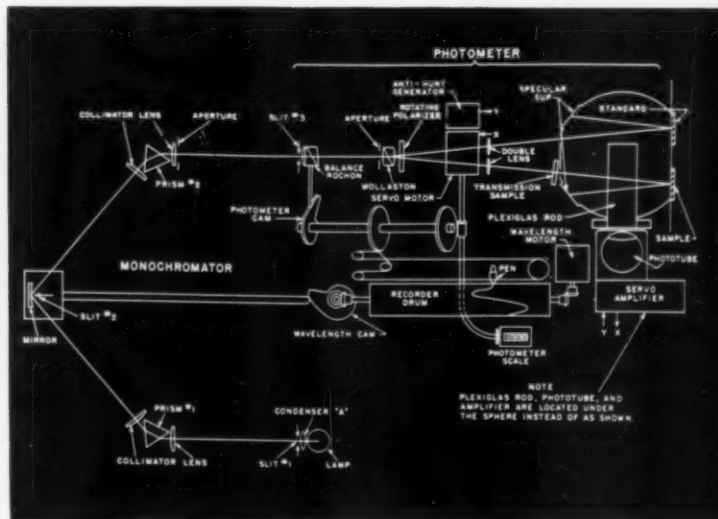 PHOTOMETER
ANTI-HUNT
GENERATOR
SPECULAR
CUP
COLLIMATOR LENS
APERTURE
SLIT #3
APERTURE
ROTATING
POLARIZER
STANDARD
Y
X
DOUBLE
LENS
PRISM #2
BALANCE
ROCHON
WOLLASTON
SERVO MOTOR
TRANSMISSION
SAMPLE
PHOTOMETER
CAM
PLEXIGLAS ROD
WAVELENGTH
MOTOR
SAMPLE
MONOCHROMATOR
PEN
PHOTOTUBE
RECORDER
DRUM
SERVO
AMPLIFIER
SLIT #2
MIRROR
WAVELENGTH CAM
Y X
PHOTOMETER
SCALE
NOTE
PLEXIGLAS ROD, PHOTOTUBE, AND
AMPLIFIER ARE LOCATED UNDER
THE SPHERE INSTEAD OF AS SHOWN.
PRISM #1
CONDENSER "A"
COLLIMATOR LENS
SLIT #1
LAMP